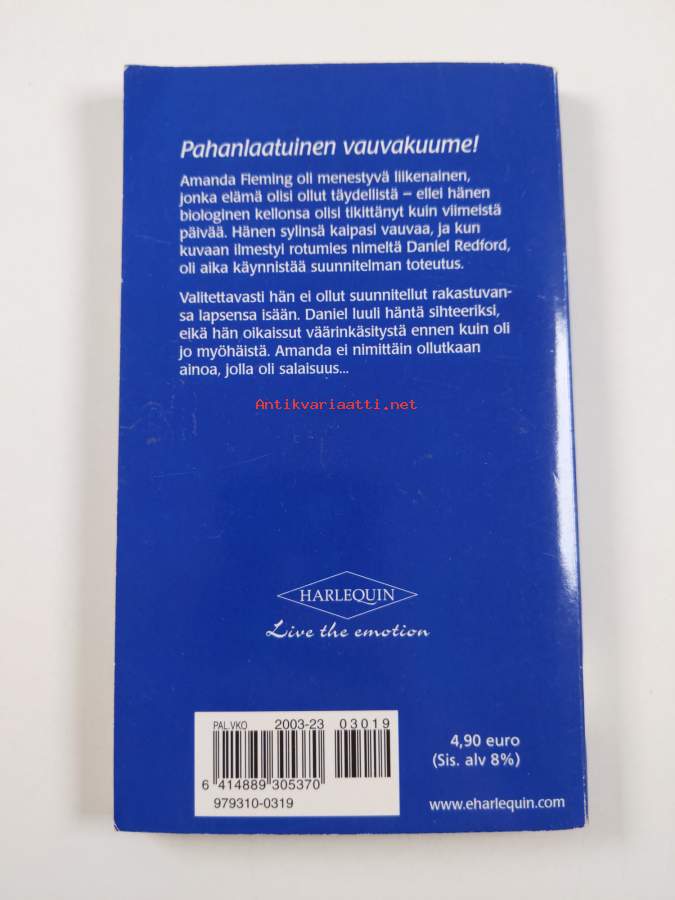 Pahanlaatuinen vauvakuume!
Amanda Fleming oli menestyvä liikenainen,
jonka elämä olisi ollut täydellistä – ellei hänen
biologinen kellonsa olisi tikittänyt kuin viimeistä
päivää. Hänen sylinsä kaipasi vauvaa, ja kun
kuvaan ilmestyi rotumies nimeltä Daniel Redford,
oli aika käynnistää suunnitelman toteutus.
Valitettavasti hän ei ollut suunnitellut rakastuvan-
sa lapsensa isään. Daniel luuli häntä sihteeriksi,
eikä hän oikaissut väärinkäsitystä ennen kuin oli
jo myöhäistä. Amanda ei nimittäin ollutkaan
ainoa, jolla oli salaisuus...
Antikvariaatti.net
HARLEQUIN
Live the emotion
PAL.VKO 2003-23 03019
6 414889 305370
979310-0319
4,90 euro
(Sis. alv 8%)
www.eharlequin.com